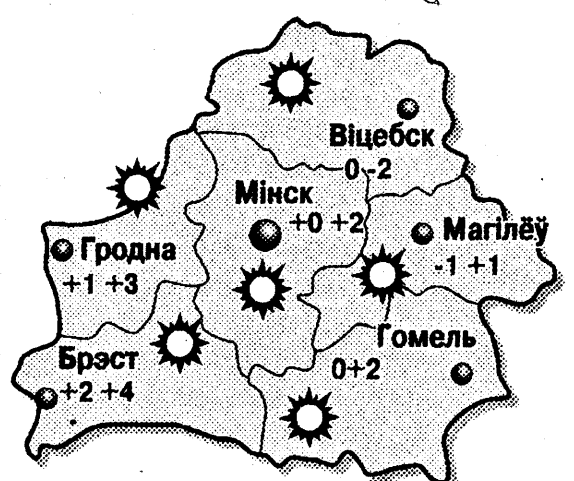 Віцебск
0 -2
Мінск
+0 +2
Магілёў
-1 +1
Гродна
+1 +3
Гомель
0+2
Брэст
+2 +4